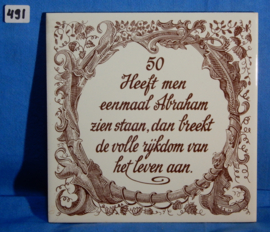 491
50
Heeft men
eenmaal Abraham
zien staan, dan breekt
de volle rijkdom van
het leven aan.